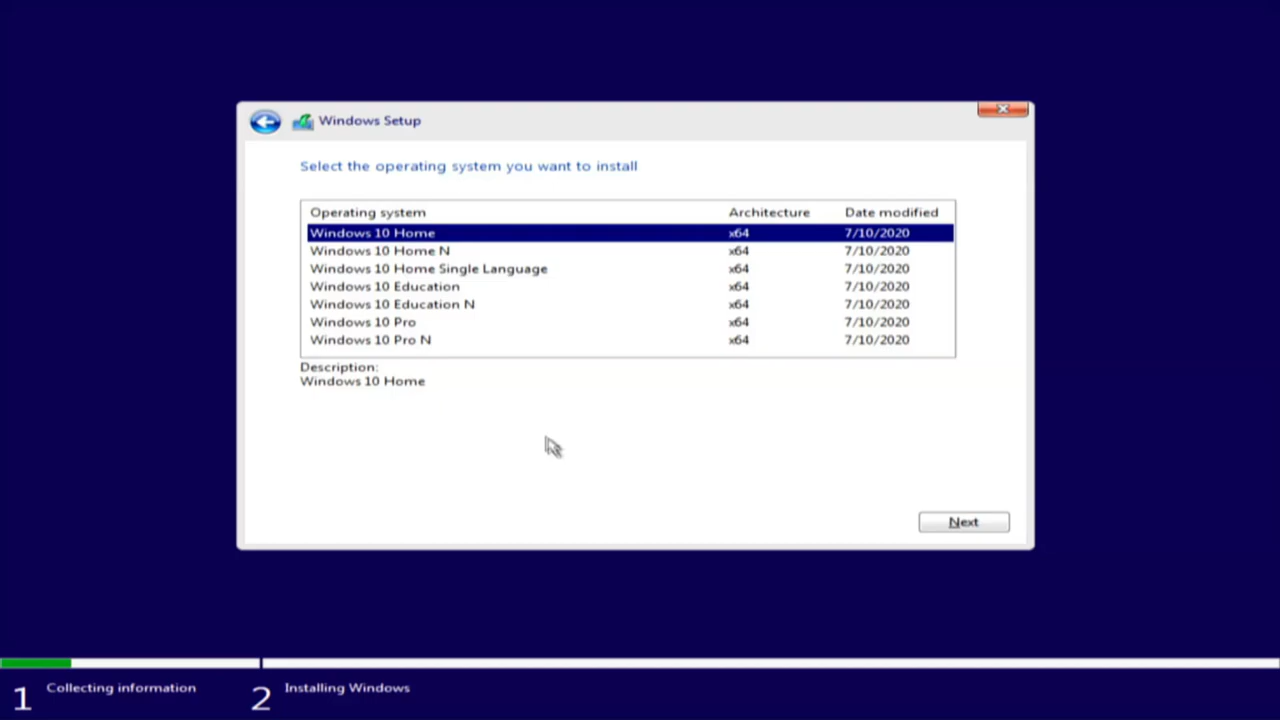 Windows Setup
Select the operating system you want to install
Operating system Architecture Date modified
Windows 10 Home x64 7/10/2020
Windows 10 Home N x64 7/10/2020
Windows 10 Home Single Language x64 7/10/2020
Windows 10 Education x64 7/10/2020
Windows 10 Education N x64 7/10/2020
Windows 10 Pro x64 7/10/2020
Windows 10 Pro N x64 7/10/2020
Description:
Windows 10 Home
Next
1 Collecting information 2 Installing Windows